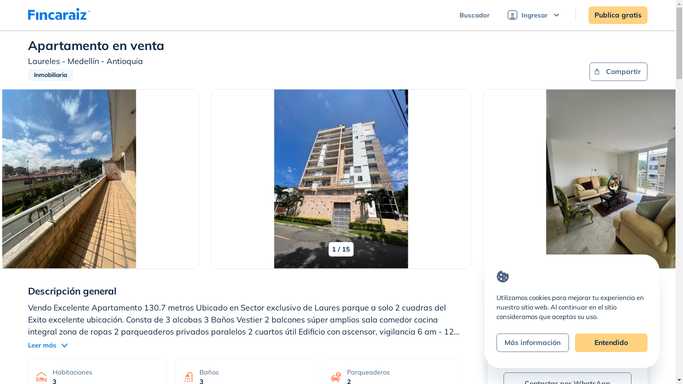 Fincaraiz
Buscador
Ingresar
Publica gratis
Apartamento en venta
Laureles - Medellín - Antioquia
Inmobiliaria
Compartir
1 / 15
Descripción general
Vendo Excelente Apartamento 130.7 metros Ubicado en Sector exclusivo de Laures parque a solo 2 cuadras del
Exito excelente ubicación. Consta de 3 alcobas 3 Baños Vestier 2 balcones súper amplios sala comedor cocina
integral zona de ropas 2 parqueaderos privados paralelos 2 cuartos útil Edificio con ascensor, vigilancia 6 am - 12...
Leer más
Habitaciones
3
Baños
3
Parqueaderos
2
Utilizamos cookies para mejorar tu experiencia en
nuestro sitio web. Al continuar en el sitio
consideramos que aceptas su uso.
Más información
Entendido
Contactar por WhatsApp